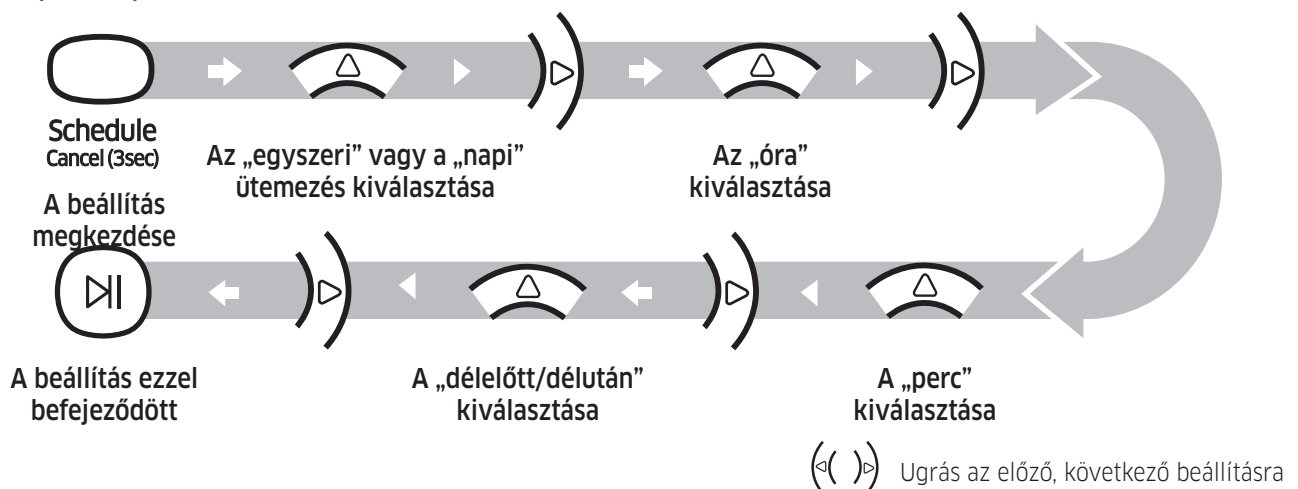 Schedule
Cancel (3sec)
A beállítás
megkezdése
Az „egyszeri” vagy a „napi”
ütemezés kiválasztása
Az „óra”
kiválasztása
A „perc”
kiválasztása
A „délelőtt/délután”
kiválasztása
A beállítás ezzel
befejeződött
Ugrás az előző, következő beállításra